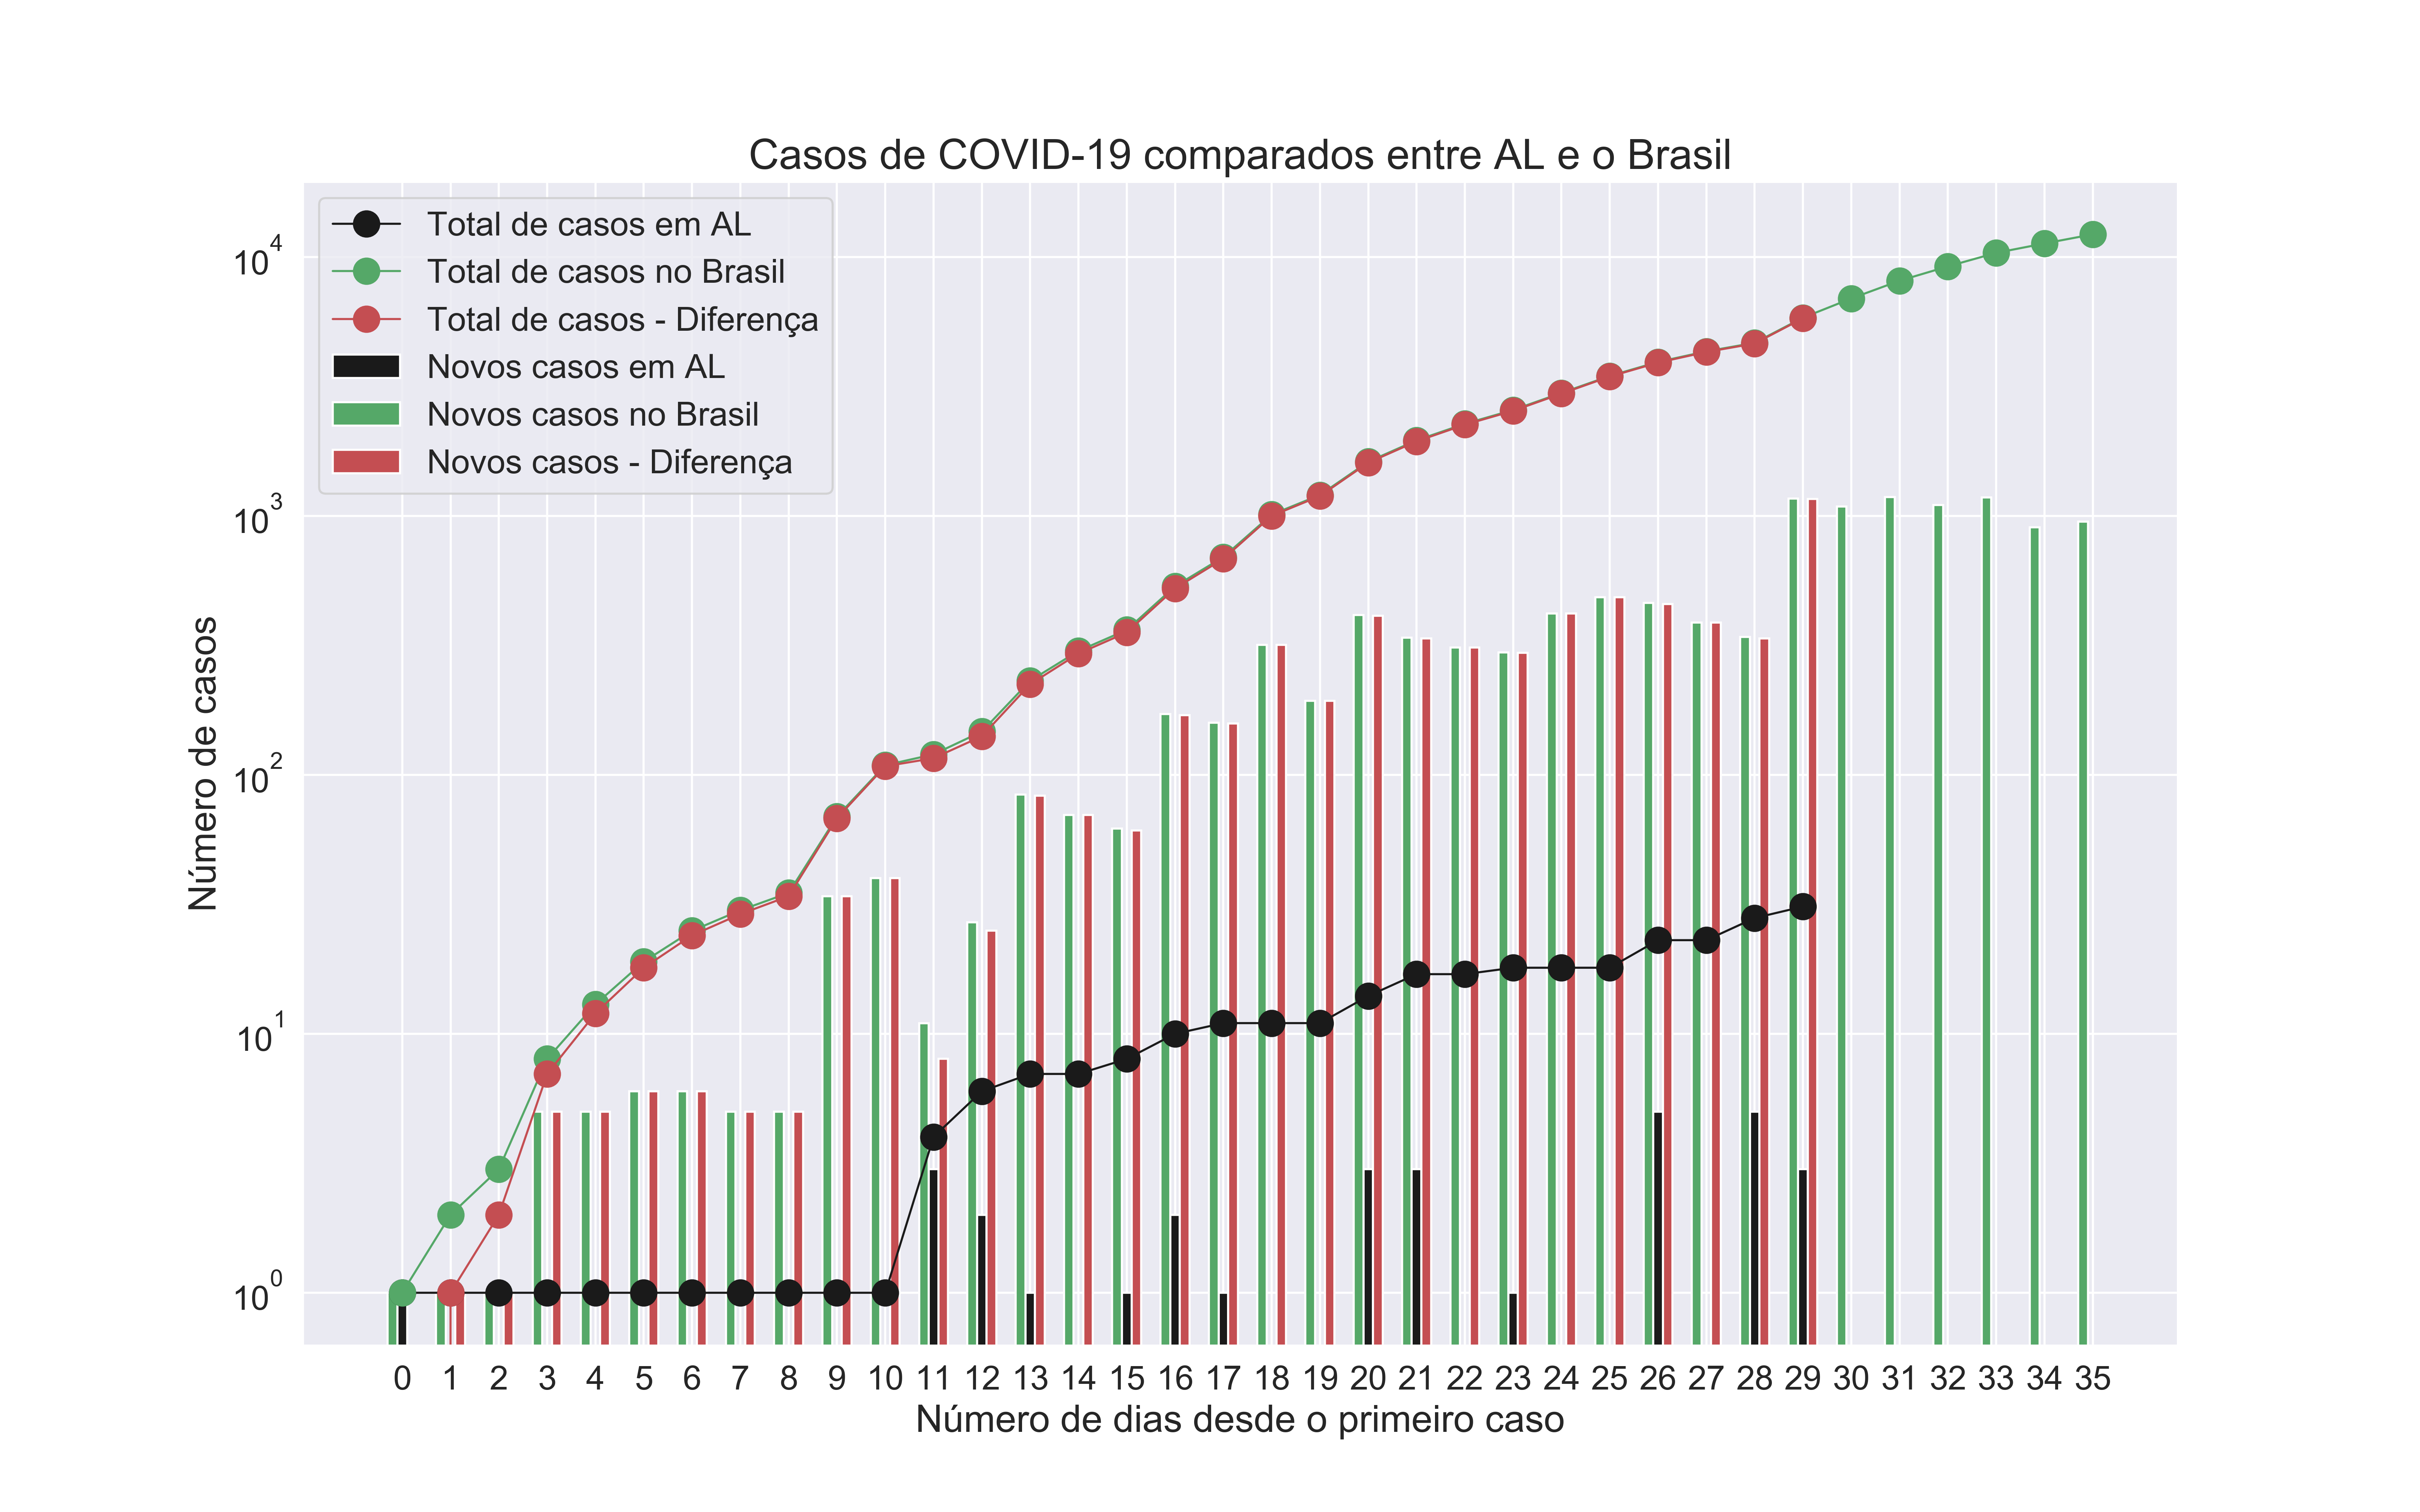 Casos de COVID-19 comparados entre AL e o Brasil
Total de casos em AL
Total de casos no Brasil
Total de casos - Diferença
Novos casos em AL
Novos casos no Brasil
Novos casos - Diferença
Número de casos
10^4
10^3
10^2
10^1
10^0
0 1 2 3 4 5 6 7 8 9 10 11 12 13 14 15 16 17 18 19 20 21 22 23 24 25 26 27 28 29 30 31 32 33 34 35
Número de dias desde o primeiro caso